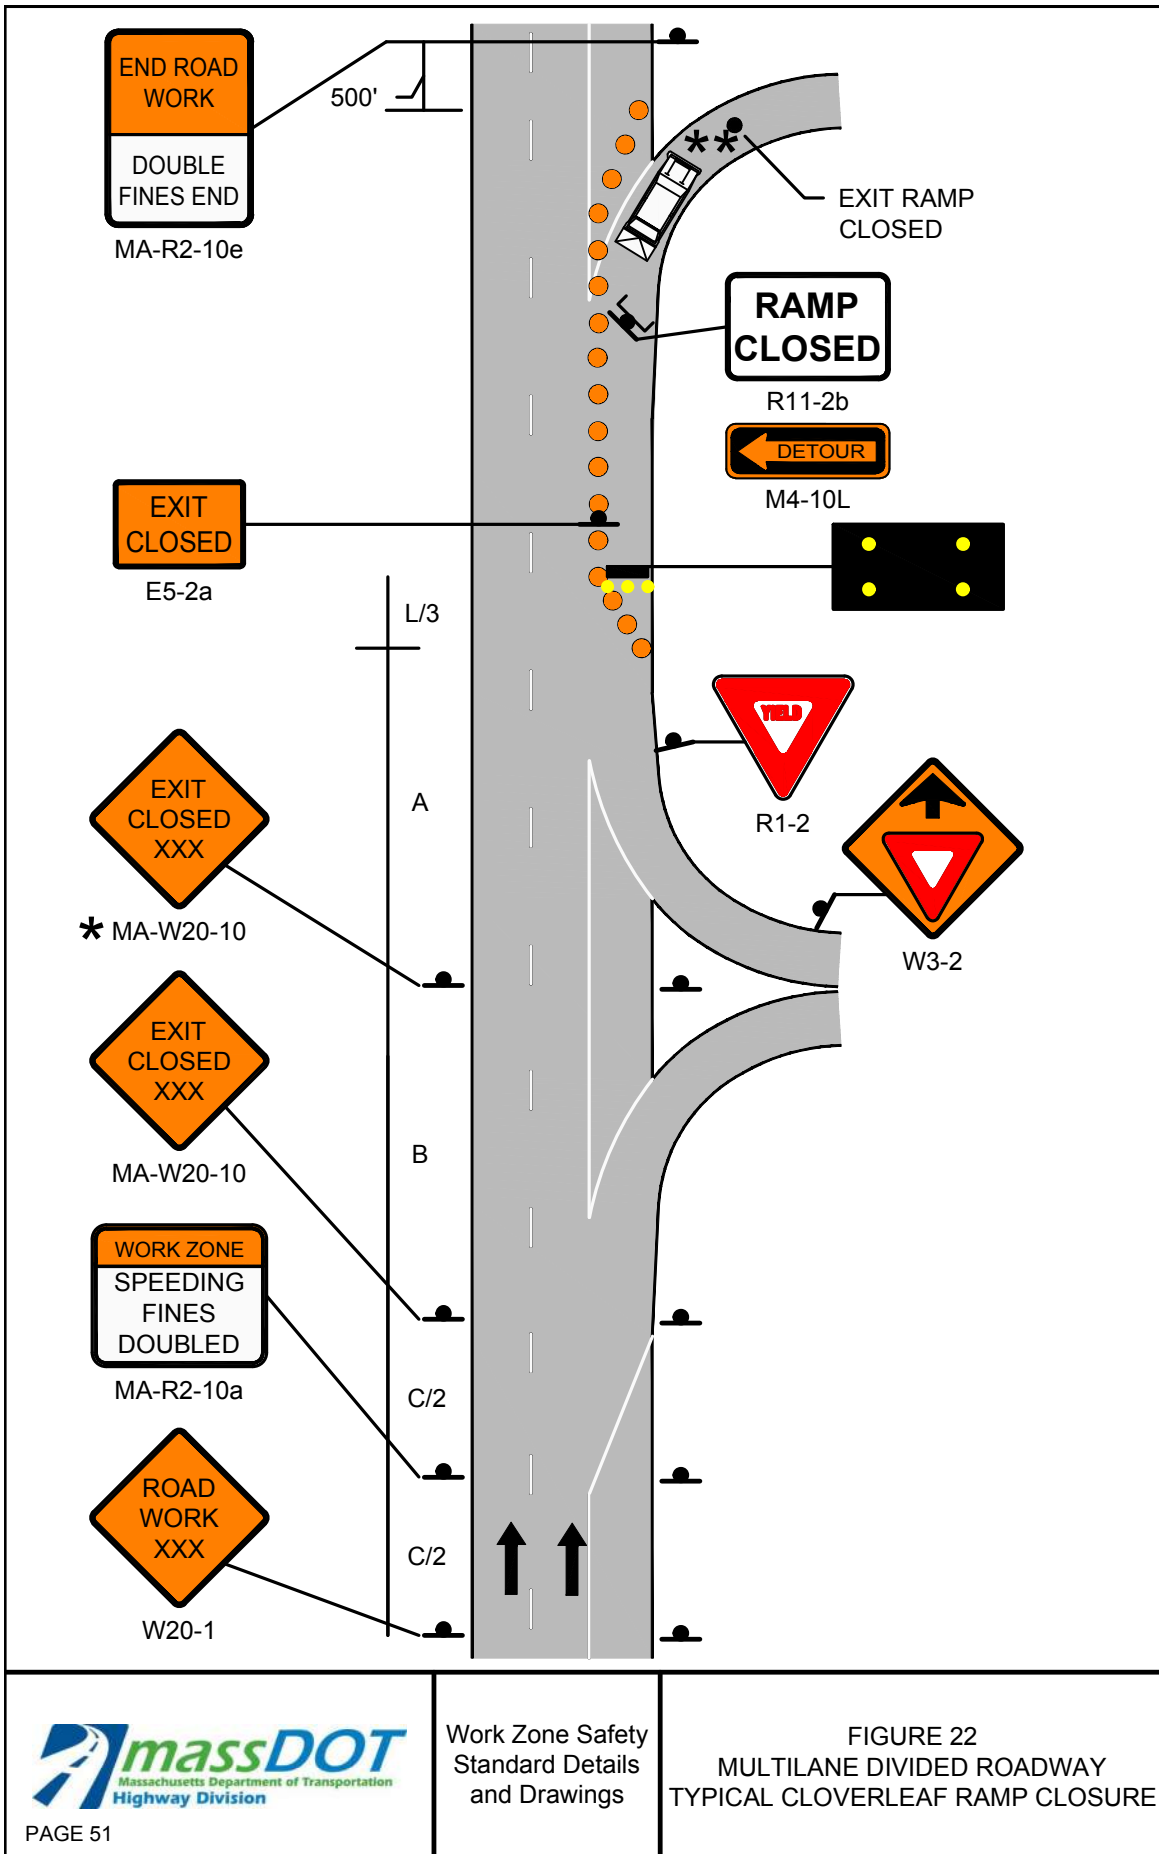 END ROAD
WORK
DOUBLE
FINES END
MA-R2-10e
500'
**
EXIT RAMP
CLOSED
RAMP
CLOSED
R11-2b
DETOUR
M4-10L
EXIT
CLOSED
E5-2a
L/3
YIELD
R1-2
A
EXIT
CLOSED
XXX
* MA-W20-10
W3-2
EXIT
CLOSED
XXX
MA-W20-10
B
WORK ZONE
SPEEDING
FINES
DOUBLED
MA-R2-10a
C/2
ROAD
WORK
XXX
W20-1
C/2
massDOT
Massachusetts Department of Transportation
Highway Division
PAGE 51
Work Zone Safety
Standard Details
and Drawings
FIGURE 22
MULTILANE DIVIDED ROADWAY
TYPICAL CLOVERLEAF RAMP CLOSURE